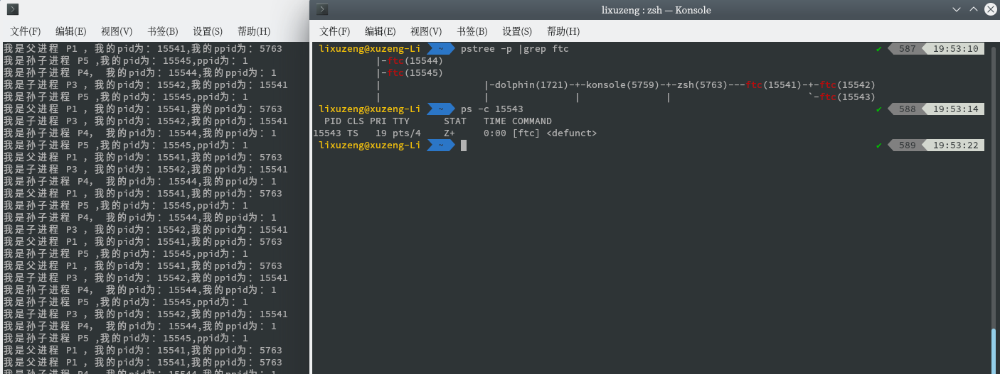 文件(F) 编辑(E) 视图(V) 书签(B) 设置(S) 帮助(H)
我是父进程 P1 ，我的pid为：15541,我的ppid为：5763
我是孙子进程 P5 ,我的pid为：15545,ppid为：1
我是孙子进程 P4， 我的pid为：15544,我的ppid为：1
我是子进程 P3 ，我的pid为：15542,我的ppid为：15541
我是孙子进程 P5 ,我的pid为：15545,ppid为：1
我是父进程 P1 ，我的pid为：15541,我的ppid为：5763
我是子进程 P3 ，我的pid为：15542,我的ppid为：15541
我是孙子进程 P4， 我的pid为：15544,我的ppid为：1
我是孙子进程 P5 ,我的pid为：15545,ppid为：1
我是父进程 P1 ，我的pid为：15541,我的ppid为：5763
我是子进程 P3 ，我的pid为：15542,我的ppid为：15541
我是孙子进程 P4， 我的pid为：15544,我的ppid为：1
我是父进程 P1 ，我的pid为：15541,我的ppid为：5763
我是孙子进程 P5 ,我的pid为：15545,ppid为：1
我是孙子进程 P4， 我的pid为：15544,我的ppid为：1
我是子进程 P3 ，我的pid为：15542,我的ppid为：15541
我是父进程 P1 ，我的pid为：15541,我的ppid为：5763
我是孙子进程 P5 ,我的pid为：15545,ppid为：1
我是父进程 P1 ，我的pid为：15541,我的ppid为：5763
我是子进程 P3 ，我的pid为：15542,我的ppid为：15541
我是孙子进程 P4， 我的pid为：15544,我的ppid为：1
我是孙子进程 P5 ,我的pid为：15545,ppid为：1
我是子进程 P3 ，我的pid为：15542,我的ppid为：15541
我是孙子进程 P4， 我的pid为：15544,我的ppid为：1
我是孙子进程 P5 ,我的pid为：15545,ppid为：1
我是父进程 P1 ，我的pid为：15541,我的ppid为：5763
我是父进程 P1 ，我的pid为：15541,我的ppid为：5763
我是孙子进程 P4， 我的pid为：15544,我的ppid为：1
lixuzeng : zsh — Konsole
文件(F) 编辑(E) 视图(V) 书签(B) 设置(S) 帮助(H)
lixuzeng@xuzeng-Li ~ pstree -p |grep ftc ✔ 587 19:53:10
|-ftc(15544)
|-ftc(15545)
| |-dolphin(1721)-+-konsole(5759)-+-zsh(5763)---ftc(15541)-+-ftc(15542)
| | | | `-ftc(15543)
lixuzeng@xuzeng-Li ~ ps -c 15543 ✔ 588 19:53:14
PID CLS PRI TTY STAT TIME COMMAND
15543 TS 19 pts/4 Z+ 0:00 [ftc] <defunct>
lixuzeng@xuzeng-Li ~ ✔ 589 19:53:22